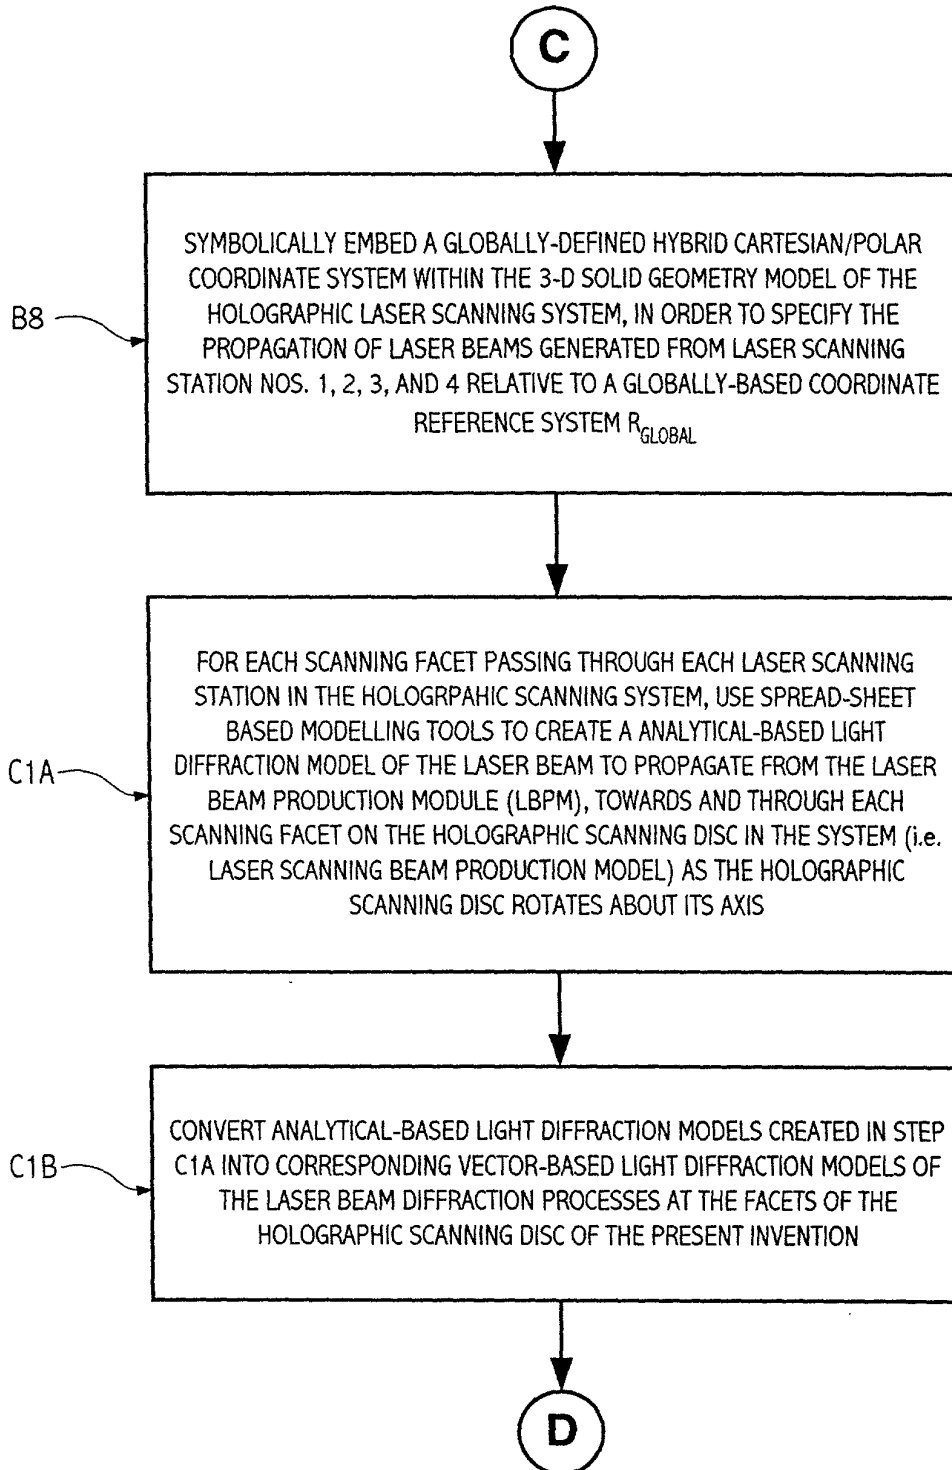 C
B8
SYMBOLICALLY EMBED A GLOBALLY-DEFINED HYBRID CARTESIAN/POLAR
COORDINATE SYSTEM WITHIN THE 3-D SOLID GEOMETRY MODEL OF THE
HOLOGRAPHIC LASER SCANNING SYSTEM, IN ORDER TO SPECIFY THE
PROPAGATION OF LASER BEAMS GENERATED FROM LASER SCANNING
STATION NOS. 1, 2, 3, AND 4 RELATIVE TO A GLOBALLY-BASED COORDINATE
REFERENCE SYSTEM R_GLOBAL
C1A
FOR EACH SCANNING FACET PASSING THROUGH EACH LASER SCANNING
STATION IN THE HOLOGRPAHIC SCANNING SYSTEM, USE SPREAD-SHEET
BASED MODELLING TOOLS TO CREATE A ANALYTICAL-BASED LIGHT
DIFFRACTION MODEL OF THE LASER BEAM TO PROPAGATE FROM THE LASER
BEAM PRODUCTION MODULE (LBPM), TOWARDS AND THROUGH EACH
SCANNING FACET ON THE HOLOGRAPHIC SCANNING DISC IN THE SYSTEM (i.e.
LASER SCANNING BEAM PRODUCTION MODEL) AS THE HOLOGRAPHIC
SCANNING DISC ROTATES ABOUT ITS AXIS
C1B
CONVERT ANALYTICAL-BASED LIGHT DIFFRACTION MODELS CREATED IN STEP
C1A INTO CORRESPONDING VECTOR-BASED LIGHT DIFFRACTION MODELS OF
THE LASER BEAM DIFFRACTION PROCESSES AT THE FACETS OF THE
HOLOGRAPHIC SCANNING DISC OF THE PRESENT INVENTION
D